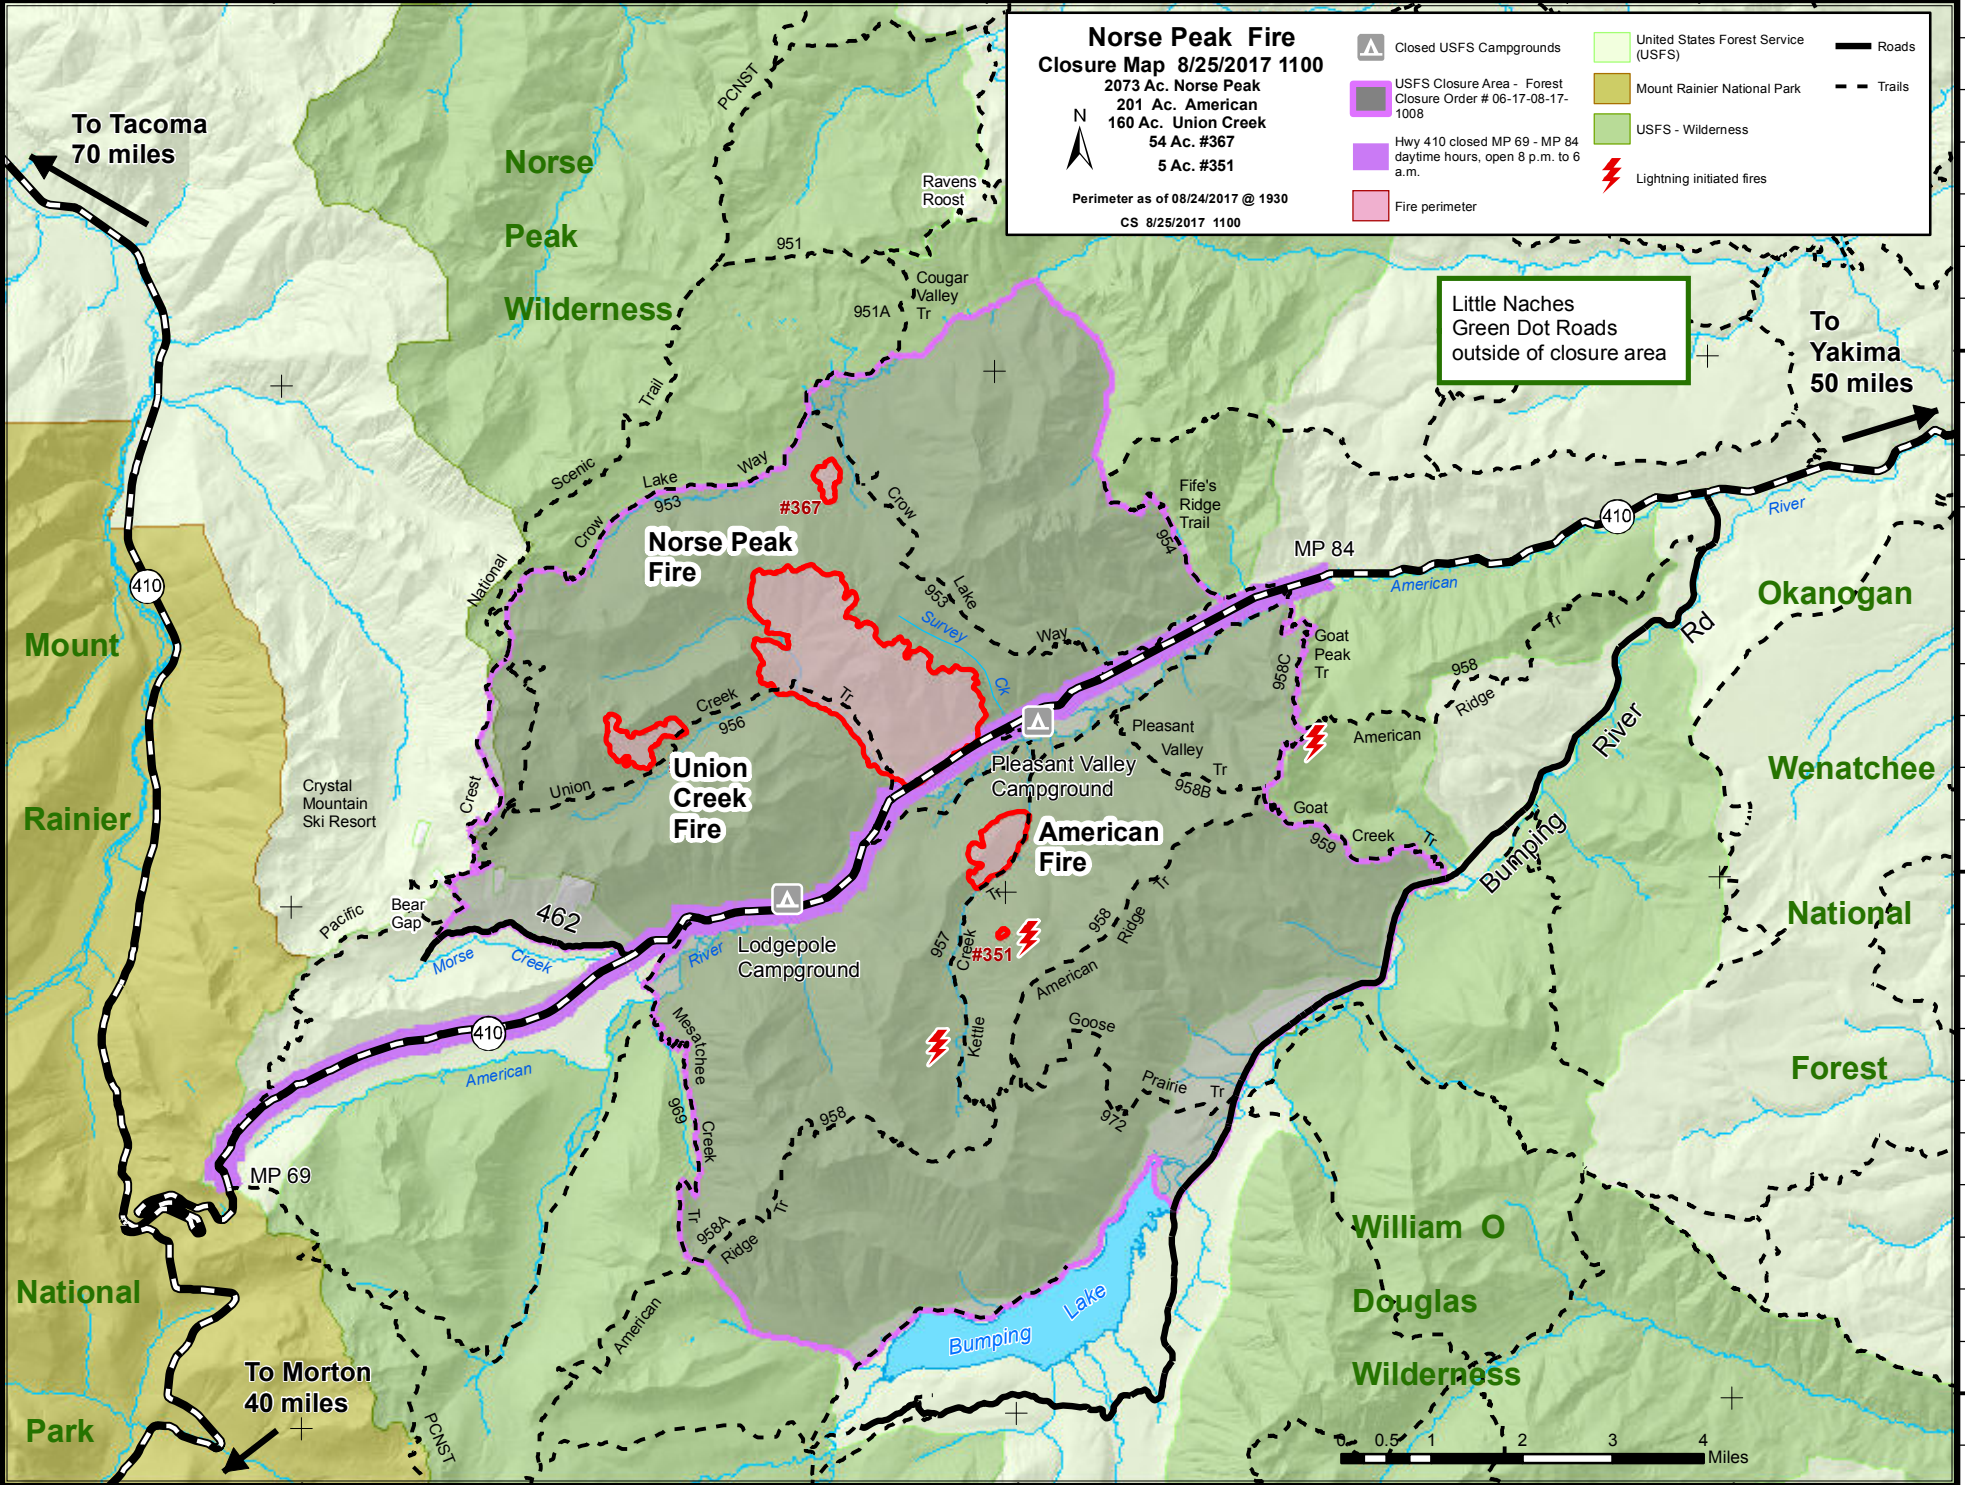 Norse Peak Fire
Closure Map 8/25/2017 1100
2073 Ac. Norse Peak
201 Ac. American
160 Ac. Union Creek
54 Ac. #367
5 Ac. #351
N
Perimeter as of 08/24/2017 @ 1930
CS 8/25/2017 1100
Closed USFS Campgrounds
USFS Closure Area - Forest
Closure Order # 06-17-08-17-
1008
Hwy 410 closed MP 69 - MP 84
daytime hours, open 8 p.m. to 6
a.m.
Fire perimeter
United States Forest Service
(USFS)
Mount Rainier National Park
USFS - Wilderness
Lightning initiated fires
Roads
Trails
To Tacoma
70 miles
Norse
Peak
Wilderness
PCNST
Ravens
Roost
951
951A
Cougar
Valley
Tr
Little Naches
Green Dot Roads
outside of closure area
To
Yakima
50 miles
National
Scenic
Trail
Crow
Lake
Way
953
#367
Norse Peak
Fire
Crow
Lake
953
Way
Survey
Ck
Fife's
Ridge
Trail
954
MP 84
410
American
River
410
Okanogan
Wenatchee
National
Forest
Mount
Rainier
National
Park
Goat
Peak
Tr
958C
958
Tr
Ridge
American
Rd
River
Bumping
Creek
956
Tr
Union
Union
Creek
Fire
Crest
Crystal
Mountain
Ski Resort
Pleasant Valley
Campground
Pleasant
Valley
Tr
958B
Goat
Creek
Tr
959
American
Fire
Tr
Bear
Gap
Pacific
462
Morse
Creek
River
Lodgepole
Campground
957
Creek
Kettle
#351
958
Tr
Ridge
American
410
American
Mesatchee
Creek
Tr
969
Goose
Prairie
Tr
972
958
MP 69
958A
Ridge
Tr
American
Bumping
Lake
William O
Douglas
Wilderness
To Morton
40 miles
PCNST
0 0.5 1 2 3 4
Miles